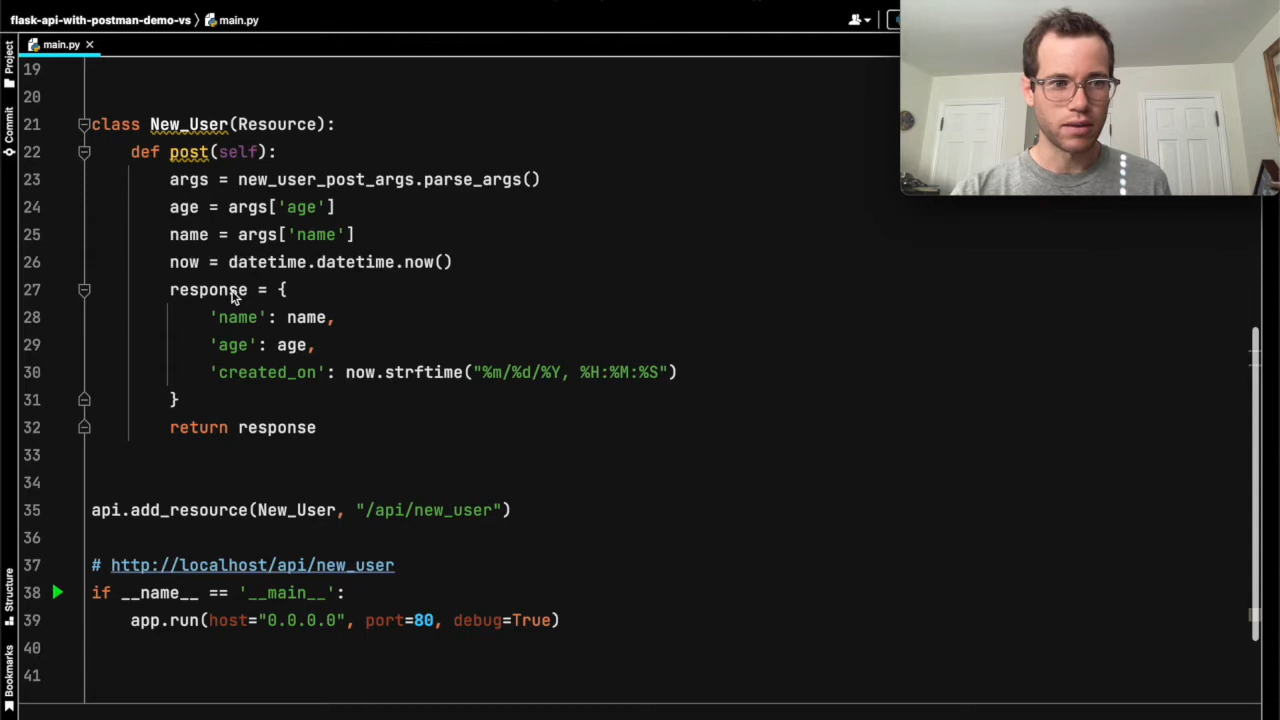 flask-api-with-postman-demo-vs > main.py
main.py
Project
Commit
Structure
Bookmarks
19
20
21 class New_User(Resource):
22 def post(self):
23 args = new_user_post_args.parse_args()
24 age = args['age']
25 name = args['name']
26 now = datetime.datetime.now()
27 response = {
28 'name': name,
29 'age': age,
30 'created_on': now.strftime("%m/%d/%Y, %H:%M:%S")
31 }
32 return response
33
34
35 api.add_resource(New_User, "/api/new_user")
36
37 # http://localhost/api/new_user
38 if __name__ == '__main__':
39 app.run(host="0.0.0.0", port=80, debug=True)
40
41